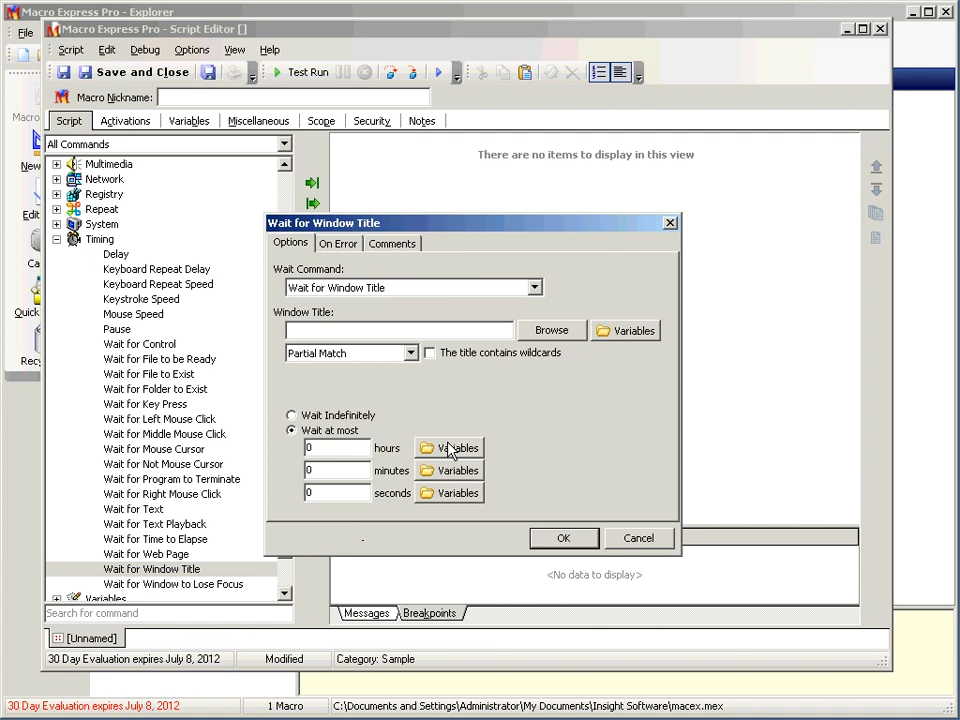 Macro Express Pro - Explorer
File
Macro Express Pro - Script Editor []
Script Edit Debug Options View Help
Save and Close Test Run
Macro Nickname:
Script Activations Variables Miscellaneous Scope Security Notes
All Commands
Multimedia
Network
Registry
Repeat
System
Timing
Delay
Keyboard Repeat Delay
Keyboard Repeat Speed
Keystroke Speed
Mouse Speed
Pause
Wait for Control
Wait for File to be Ready
Wait for File to Exist
Wait for Folder to Exist
Wait for Key Press
Wait for Left Mouse Click
Wait for Middle Mouse Click
Wait for Mouse Cursor
Wait for Not Mouse Cursor
Wait for Program to Terminate
Wait for Right Mouse Click
Wait for Text
Wait for Text Playback
Wait for Time to Elapse
Wait for Web Page
Wait for Window Title
Wait for Window to Lose Focus
Variables
Search for command
There are no items to display in this view
Wait for Window Title
Options On Error Comments
Wait Command:
Wait for Window Title
Window Title:
Browse Variables
Partial Match The title contains wildcards
Wait Indefinitely
Wait at most
0 hours Variables
0 minutes Variables
0 seconds Variables
OK Cancel
<No data to display>
Messages Breakpoints
[Unnamed]
30 Day Evaluation expires July 8, 2012 Modified Category: Sample
30 Day Evaluation expires July 8, 2012 1 Macro C:\Documents and Settings\Administrator\My Documents\Insight Software\macex.mex